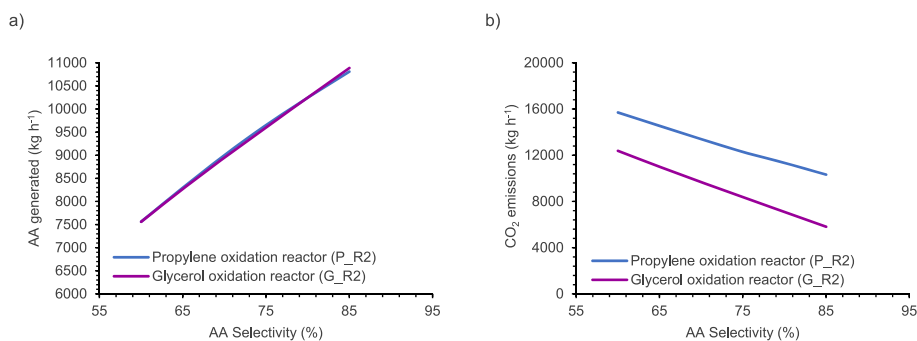 a)
AA generated (kg h⁻¹)
11000
10500
10000
9500
9000
8500
8000
7500
7000
6500
6000
Propylene oxidation reactor (P_R2)
Glycerol oxidation reactor (G_R2)
55 65 75 85 95
AA Selectivity (%)
b)
CO₂ emissions (kg h⁻¹)
20000
16000
12000
8000
4000
0
Propylene oxidation reactor (P_R2)
Glycerol oxidation reactor (G_R2)
55 65 75 85 95
AA Selectivity (%)